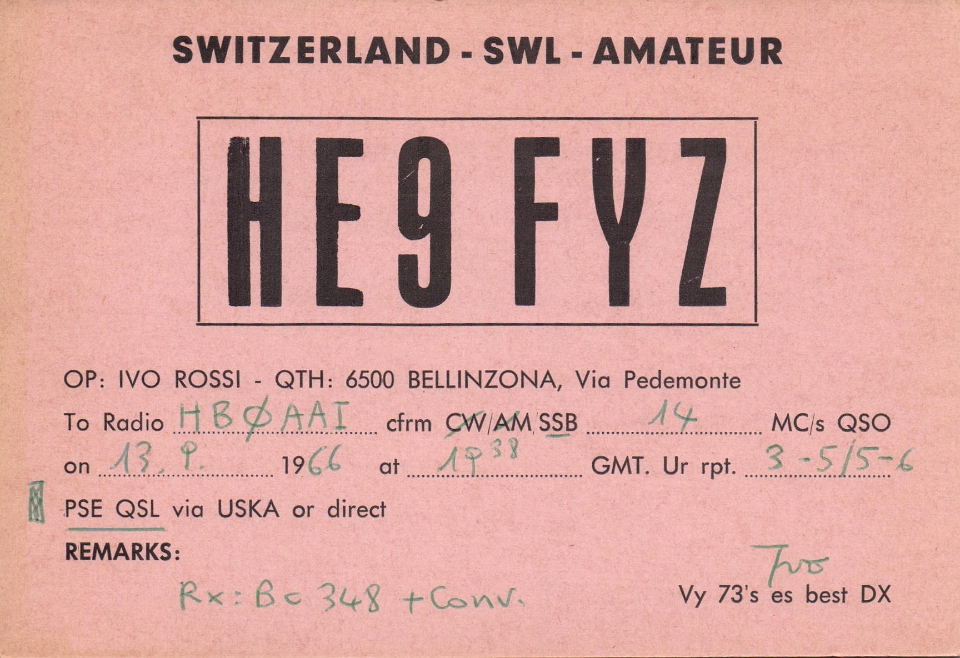 SWITZERLAND - SWL - AMATEUR
HE9FYZ
OP: IVO ROSSI - QTH: 6500 BELLINZONA, Via Pedemonte
To Radio HBØAAI cfrm CW/AM/SSB 14 MC/s QSO
on 13. 9. 1966 at 19 38 GMT. Ur rpt. 3-5/5-6
PSE QSL via USKA or direct
REMARKS:
Ivo
Rx: Bc 348 + Conv.
Vy 73's es best DX